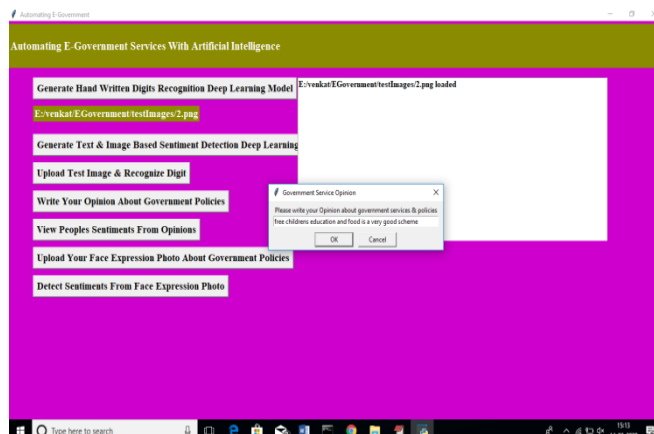 Automating E-Government
Automating E-Government Services With Artificial Intelligence
Generate Hand Written Digits Recognition Deep Learning Model
E:/venkat/EGovernment/testImages/2.png loaded
E:/venkat/EGovernment/testImages/2.png
Generate Text & Image Based Sentiment Detection Deep Learning
Upload Test Image & Recognize Digit
Government Service Opinion
Write Your Opinion About Government Policies
Please write your Opinion about government services & policies
free childrens education and food is a very good scheme
View Peoples Sentiments From Opinions
OK
Cancel
Upload Your Face Expression Photo About Government Policies
Detect Sentiments From Face Expression Photo
Type here to search
15:13